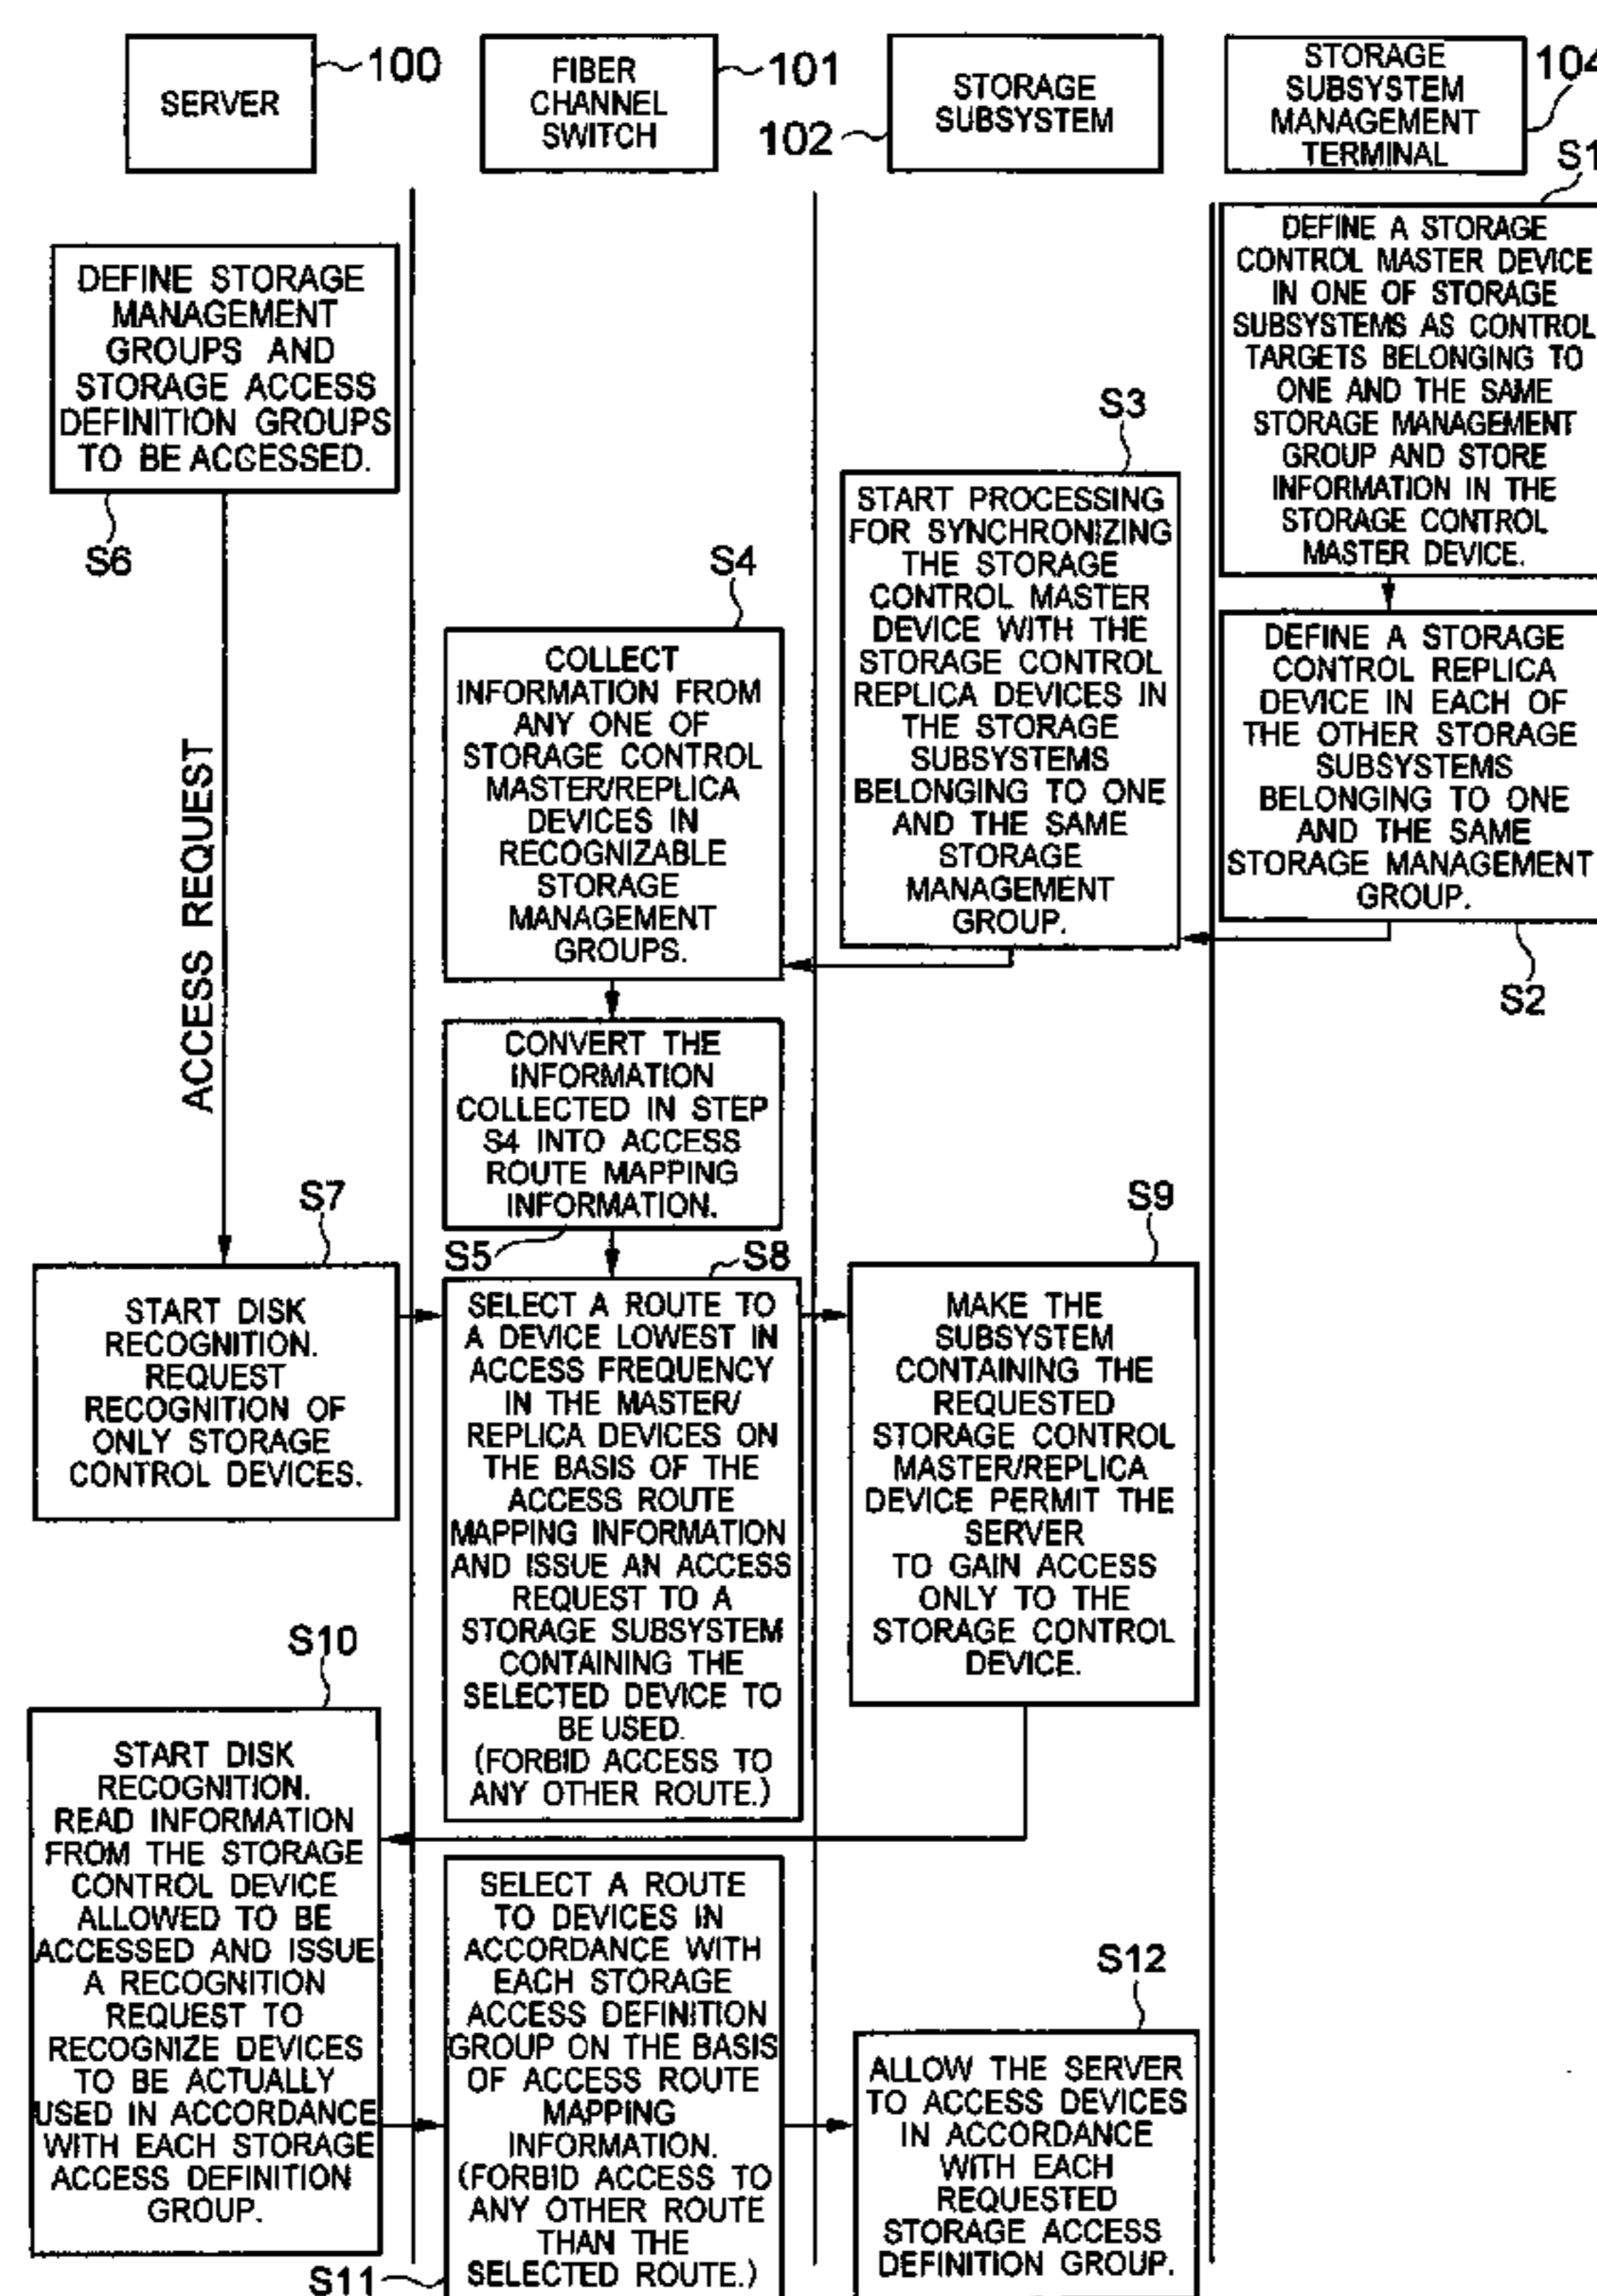 SERVER
100
FIBER
CHANNEL
SWITCH
101
STORAGE
SUBSYSTEM
102
STORAGE
SUBSYSTEM
MANAGEMENT
TERMINAL
104
S1
DEFINE A STORAGE
CONTROL MASTER DEVICE
IN ONE OF STORAGE
SUBSYSTEMS AS CONTROL
TARGETS BELONGING TO
ONE AND THE SAME
STORAGE MANAGEMENT
GROUP AND STORE
INFORMATION IN THE
STORAGE CONTROL
MASTER DEVICE.
DEFINE A STORAGE
CONTROL REPLICA
DEVICE IN EACH OF
THE OTHER STORAGE
SUBSYSTEMS
BELONGING TO ONE
AND THE SAME
STORAGE MANAGEMENT
GROUP.
S2
S3
START PROCESSING
FOR SYNCHRONIZING
THE STORAGE
CONTROL MASTER
DEVICE WITH THE
STORAGE CONTROL
REPLICA DEVICES IN
THE STORAGE
SUBSYSTEMS
BELONGING TO ONE
AND THE SAME
STORAGE
MANAGEMENT
GROUP.
S4
COLLECT
INFORMATION FROM
ANY ONE OF
STORAGE CONTROL
MASTER/REPLICA
DEVICES IN
RECOGNIZABLE
STORAGE
MANAGEMENT
GROUPS.
CONVERT THE
INFORMATION
COLLECTED IN STEP
S4 INTO ACCESS
ROUTE MAPPING
INFORMATION.
S5
DEFINE STORAGE
MANAGEMENT
GROUPS AND
STORAGE ACCESS
DEFINITION GROUPS
TO BE ACCESSED.
S6
ACCESS REQUEST
S7
START DISK
RECOGNITION.
REQUEST
RECOGNITION OF
ONLY STORAGE
CONTROL DEVICES.
S8
SELECT A ROUTE TO
A DEVICE LOWEST IN
ACCESS FREQUENCY
IN THE MASTER/
REPLICA DEVICES ON
THE BASIS OF THE
ACCESS ROUTE
MAPPING INFORMATION
AND ISSUE AN ACCESS
REQUEST TO A
STORAGE SUBSYSTEM
CONTAINING THE
SELECTED DEVICE TO
BE USED.
(FORBID ACCESS TO
ANY OTHER ROUTE.)
S9
MAKE THE
SUBSYSTEM
CONTAINING THE
REQUESTED
STORAGE CONTROL
MASTER/REPLICA
DEVICE PERMIT THE
SERVER
TO GAIN ACCESS
ONLY TO THE
STORAGE CONTROL
DEVICE.
S10
START DISK
RECOGNITION.
READ INFORMATION
FROM THE STORAGE
CONTROL DEVICE
ALLOWED TO BE
ACCESSED AND ISSUE
A RECOGNITION
REQUEST TO
RECOGNIZE DEVICES
TO BE ACTUALLY
USED IN ACCORDANCE
WITH EACH STORAGE
ACCESS DEFINITION
GROUP.
SELECT A ROUTE
TO DEVICES IN
ACCORDANCE WITH
EACH STORAGE
ACCESS DEFINITION
GROUP ON THE BASIS
OF ACCESS ROUTE
MAPPING
INFORMATION.
(FORBID ACCESS TO
ANY OTHER ROUTE
THAN THE
SELECTED ROUTE.)
S11
S12
ALLOW THE SERVER
TO ACCESS DEVICES
IN ACCORDANCE
WITH EACH
REQUESTED
STORAGE ACCESS
DEFINITION GROUP.